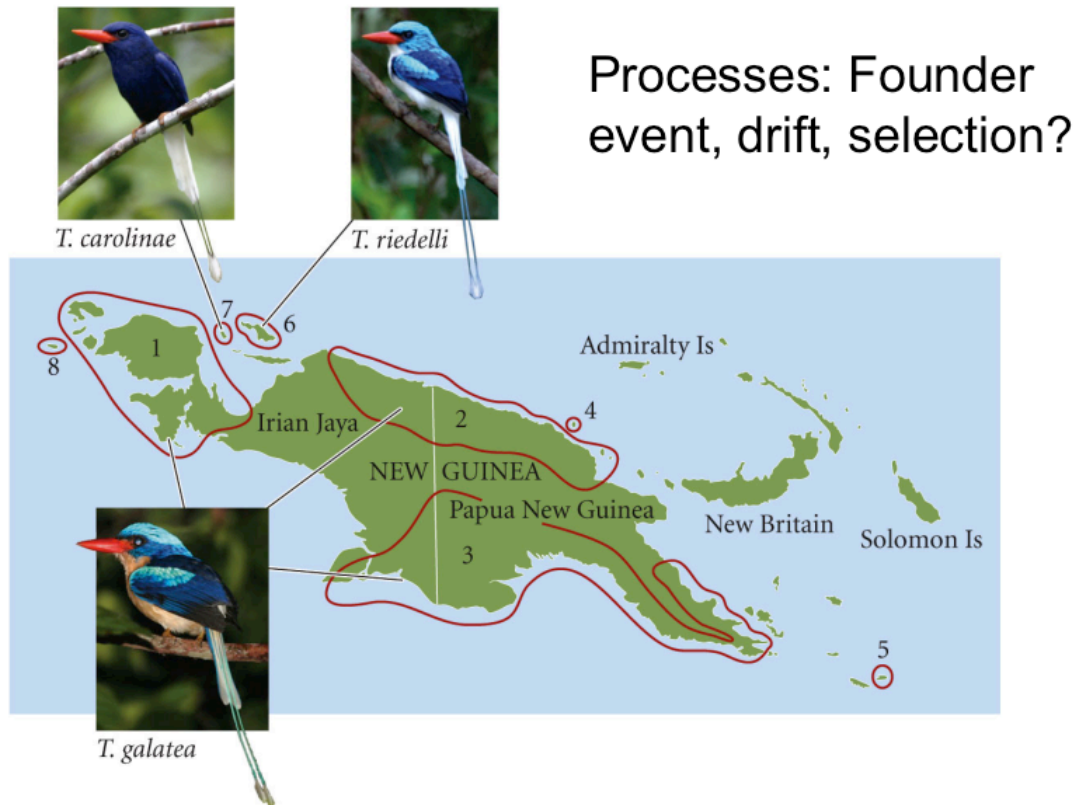 Processes: Founder
event, drift, selection?
T. carolinae
T. riedelli
7
6
8
1
Admiralty Is
4
Irian Jaya
2
NEW GUINEA
Papua New Guinea
New Britain
Solomon Is
3
5
T. galatea